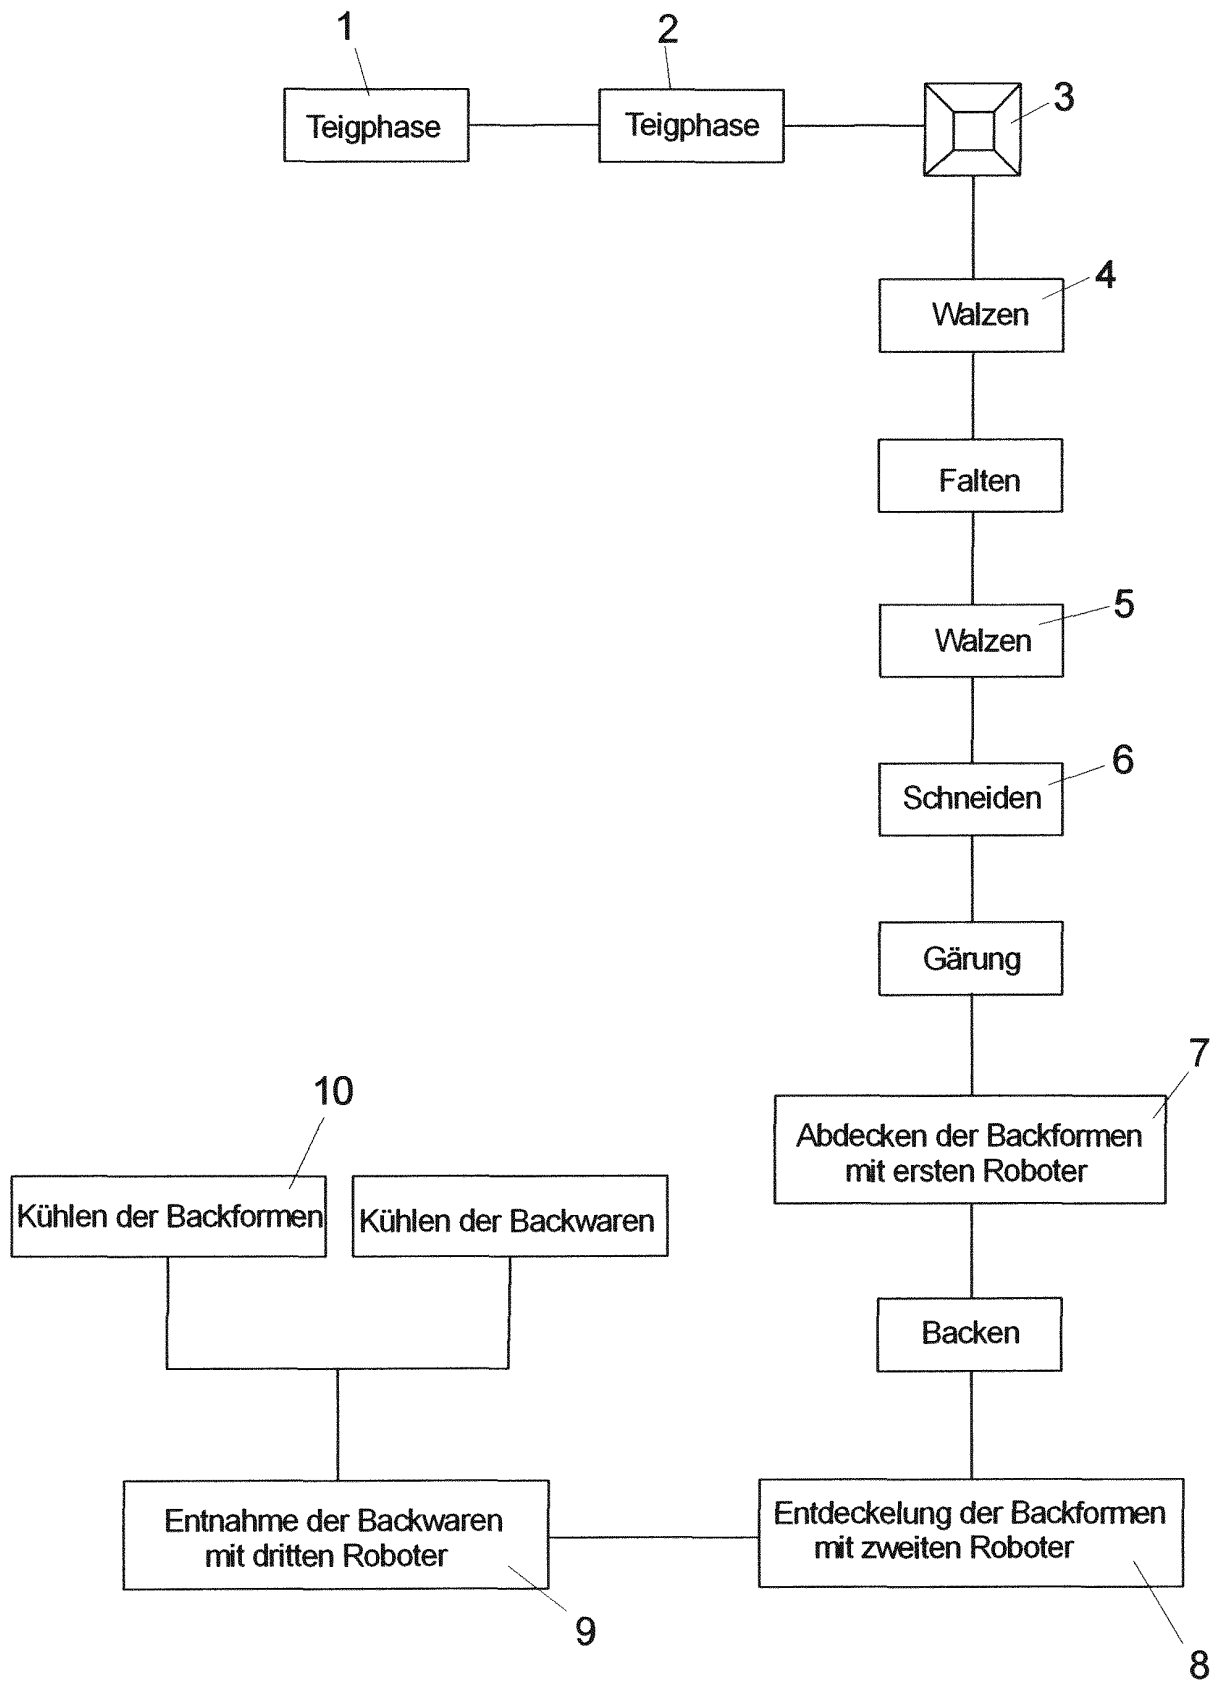 1
2
3
Teigphase
Teigphase
4
Walzen
Falten
5
Walzen
6
Schneiden
Gärung
7
Abdecken der Backformen
mit ersten Roboter
10
Kühlen der Backformen
Kühlen der Backwaren
Backen
Entdeckelung der Backformen
mit zweiten Roboter
8
Entnahme der Backwaren
mit dritten Roboter
9